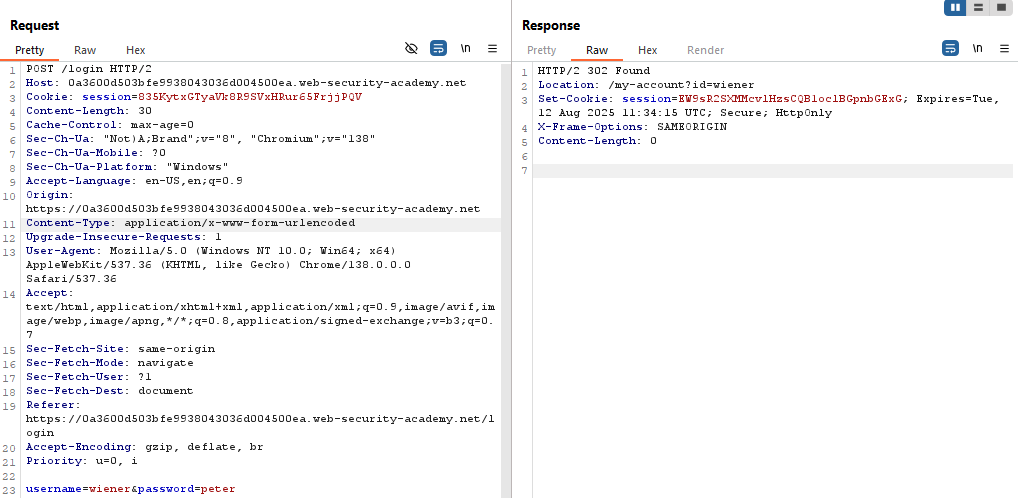 Request
Pretty Raw Hex
\n
1 POST /login HTTP/2
2 Host: 0a3600d503bfe9938043036d004500ea.web-security-academy.net
3 Cookie: session=835KytxGTyaVk8R9SVxHRur65FrjjPQV
4 Content-Length: 30
5 Cache-Control: max-age=0
6 Sec-Ch-Ua: "Not)A;Brand";v="8", "Chromium";v="138"
7 Sec-Ch-Ua-Mobile: ?0
8 Sec-Ch-Ua-Platform: "Windows"
9 Accept-Language: en-US,en;q=0.9
10 Origin:
https://0a3600d503bfe9938043036d004500ea.web-security-academy.net
11 Content-Type: application/x-www-form-urlencoded
12 Upgrade-Insecure-Requests: 1
13 User-Agent: Mozilla/5.0 (Windows NT 10.0; Win64; x64)
AppleWebKit/537.36 (KHTML, like Gecko) Chrome/138.0.0.0
Safari/537.36
14 Accept:
text/html,application/xhtml+xml,application/xml;q=0.9,image/avif,im
age/webp,image/apng,*/*;q=0.8,application/signed-exchange;v=b3;q=0.
7
15 Sec-Fetch-Site: same-origin
16 Sec-Fetch-Mode: navigate
17 Sec-Fetch-User: ?1
18 Sec-Fetch-Dest: document
19 Referer:
https://0a3600d503bfe9938043036d004500ea.web-security-academy.net/l
ogin
20 Accept-Encoding: gzip, deflate, br
21 Priority: u=0, i
22
23 username=wiener&password=peter
Response
Pretty Raw Hex Render
\n
1 HTTP/2 302 Found
2 Location: /my-account?id=wiener
3 Set-Cookie: session=EW9sR2SXMMcvlHzsCQBloclBGpnbGExG; Expires=Tue,
12 Aug 2025 11:34:15 UTC; Secure; HttpOnly
4 X-Frame-Options: SAMEORIGIN
5 Content-Length: 0
6
7